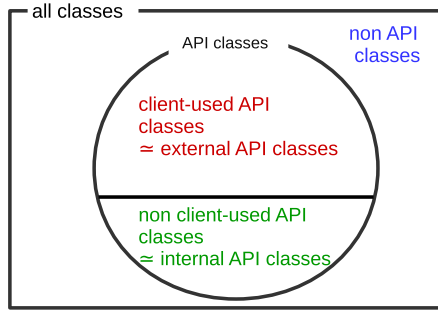 all classes
non API
classes
API classes
client-used API
classes
≃ external API classes
non client-used API
classes
≃ internal API classes